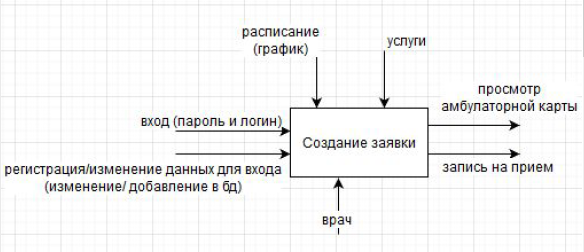 расписание
(график)
услуги
просмотр
амбулаторной карты
вход (пароль и логин)
Создание заявки
регистрация/изменение данных для входа
(изменение/ добавление в бд)
запись на прием
врач